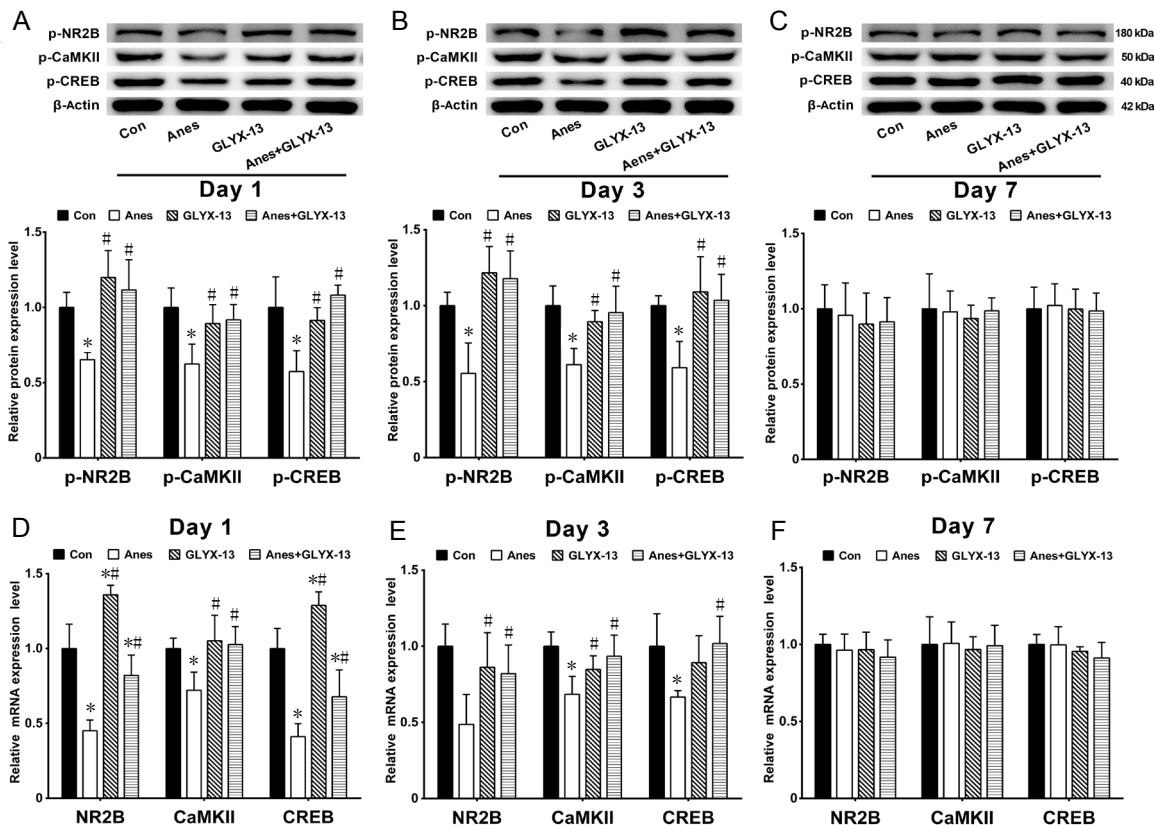 A
p-NR2B
p-CaMKII
p-CREB
β-Actin
Con Anes GLYX-13 Anes+GLYX-13
Day 1
Con Anes GLYX-13 Anes+GLYX-13
Relative protein expression level
1.5
1.0
0.5
0
* # #
* # #
* # #
p-NR2B p-CaMKII p-CREB
B
p-NR2B
p-CaMKII
p-CREB
β-Actin
Con Anes GLYX-13 Aens+GLYX-13
Day 3
Con Anes GLYX-13 Anes+GLYX-13
Relative protein expression level
1.5
1.0
0.5
0
* # #
* # #
* # #
p-NR2B p-CaMKII p-CREB
C
p-NR2B 180 kDa
p-CaMKII 50 kDa
p-CREB 40 kDa
β-Actin 42 kDa
Con Anes GLYX-13 Anes+GLYX-13
Day 7
Con Anes GLYX-13 Anes+GLYX-13
Relative protein expression level
1.5
1.0
0.5
0
p-NR2B p-CaMKII p-CREB
D
Day 1
Con Anes GLYX-13 Anes+GLYX-13
Relative mRNA expression level
1.5
1.0
0.5
0
* *# *#
* # #
* *# *#
NR2B CaMKII CREB
E
Day 3
Con Anes GLYX-13 Anes+GLYX-13
Relative mRNA expression level
1.5
1.0
0.5
0
# #
* # #
* #
NR2B CaMKII CREB
F
Day 7
Con Anes GLYX-13 Anes+GLYX-13
Relative mRNA expression level
1.5
1.0
0.5
0
NR2B CaMKII CREB